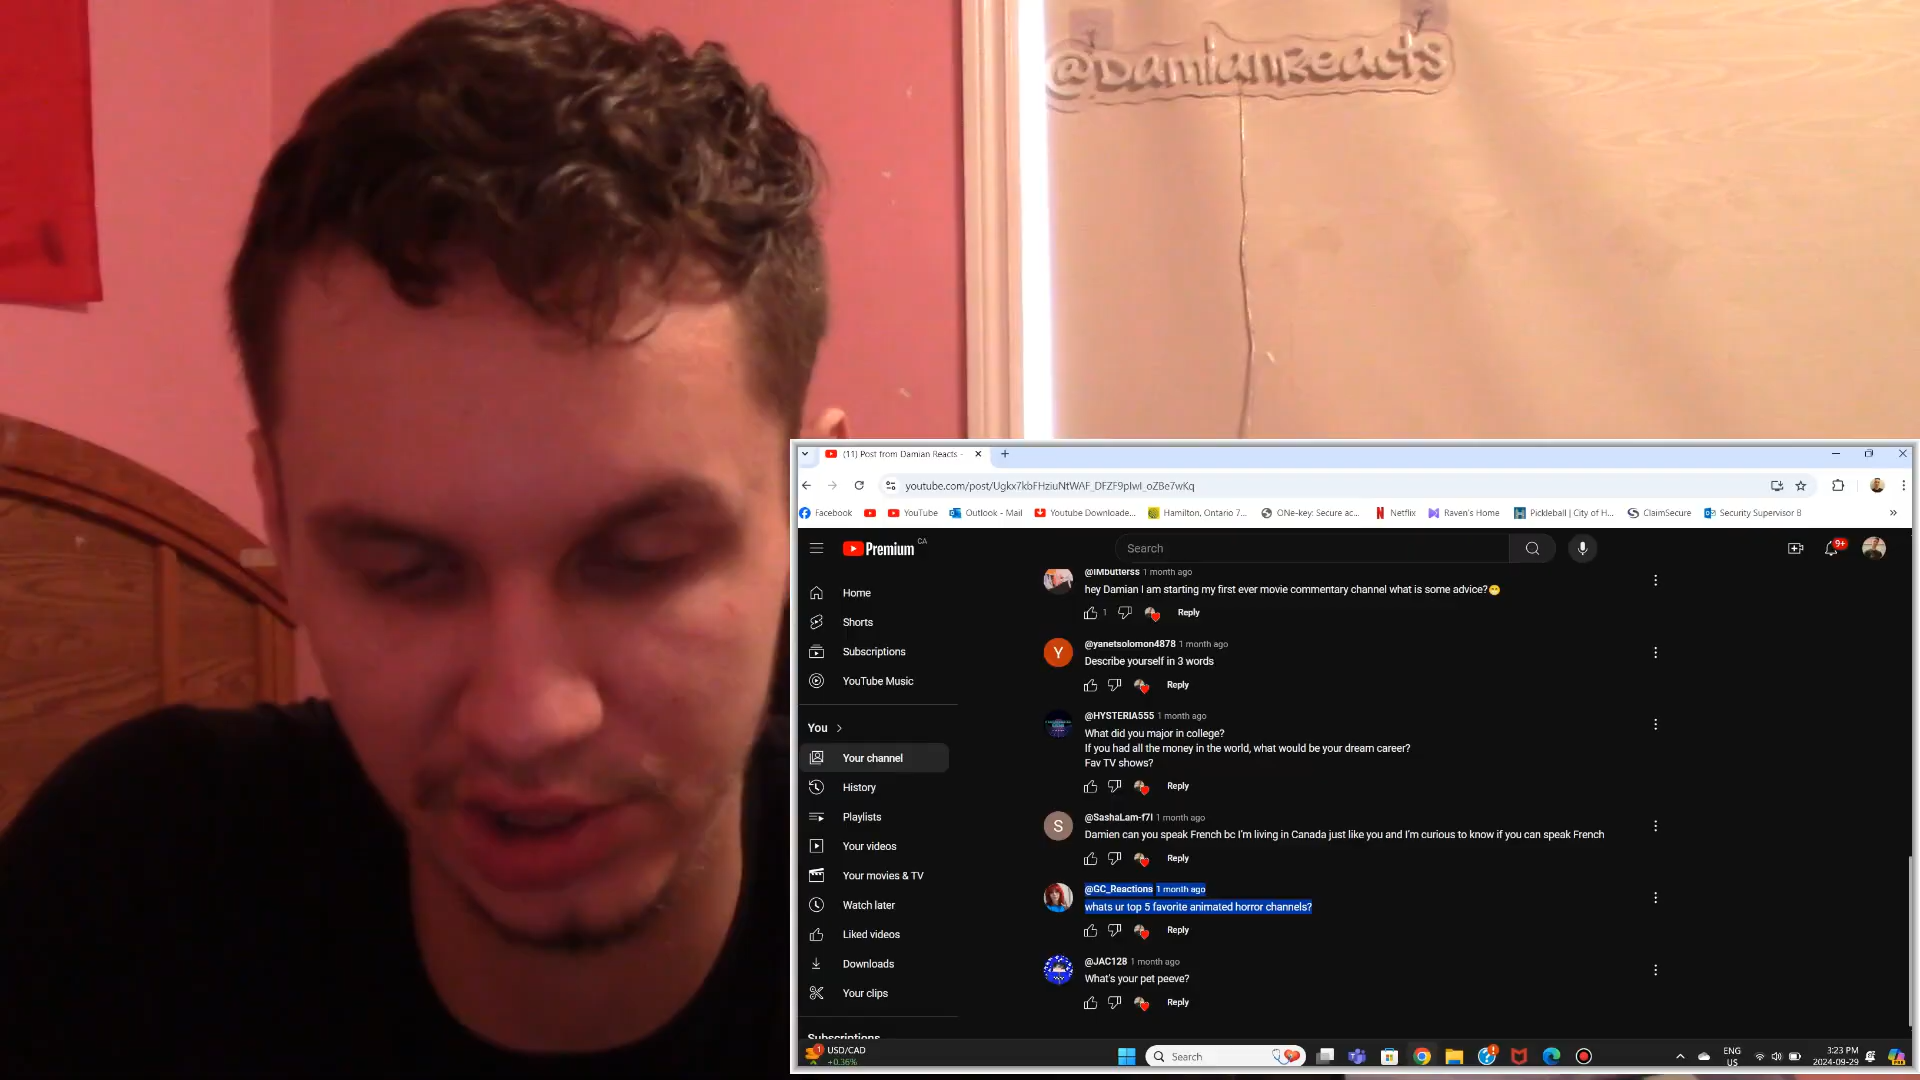 @DamianReacts
(11) Post from Damian Reacts -
youtube.com/post/Ugkx7kbFHziuNtWAF_DFZF9pIwI_oZBe7wKq
Facebook YouTube Outlook - Mail Youtube Downloade... Hamilton, Ontario 7... ONe-key: Secure ac... Netflix Raven's Home Pickleball | City of H... ClaimSecure Security Supervisor 8 »
Premium CA
Search
9+
Home
Shorts
Subscriptions
YouTube Music
You
Your channel
History
Playlists
Your videos
Your movies & TV
Watch later
Liked videos
Downloads
Your clips
Subscriptions
@IMbutterss 1 month ago
hey Damian I am starting my first ever movie commentary channel what is some advice?😁
1 Reply
Y
@yanetsolomon4878 1 month ago
Describe yourself in 3 words
Reply
@HYSTERIA555 1 month ago
What did you major in college?
If you had all the money in the world, what would be your dream career?
Fav TV shows?
Reply
S
@SashaLam-f7l 1 month ago
Damien can you speak French bc I'm living in Canada just like you and I'm curious to know if you can speak French
Reply
@GC_Reactions 1 month ago
whats ur top 5 favorite animated horror channels?
Reply
@JAC128 1 month ago
What's your pet peeve?
Reply
1 USD/CAD
+0.36%
Search
ENG
US
3:23 PM
2024-09-29